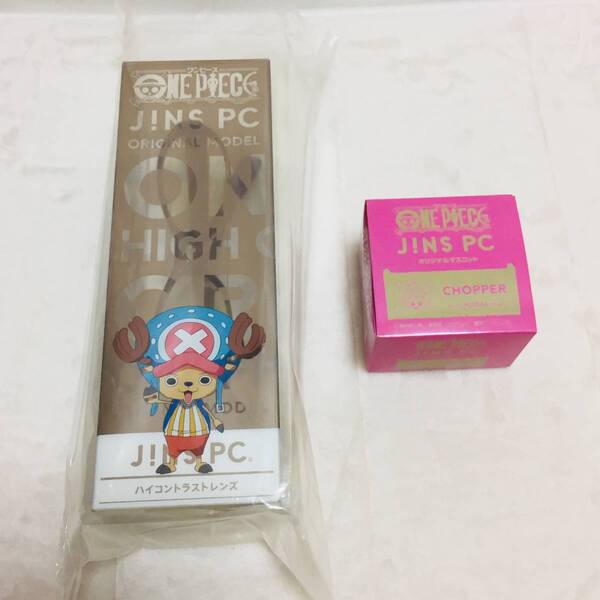 ワンピース
ONE PIECE
J!NS PC
ORIGINAL MODEL
ON
HIGH
J!NS PC®
ハイコントラストレンズ
ONE PIECE
J!NS PC
オリジナルマスコット
CHOPPER